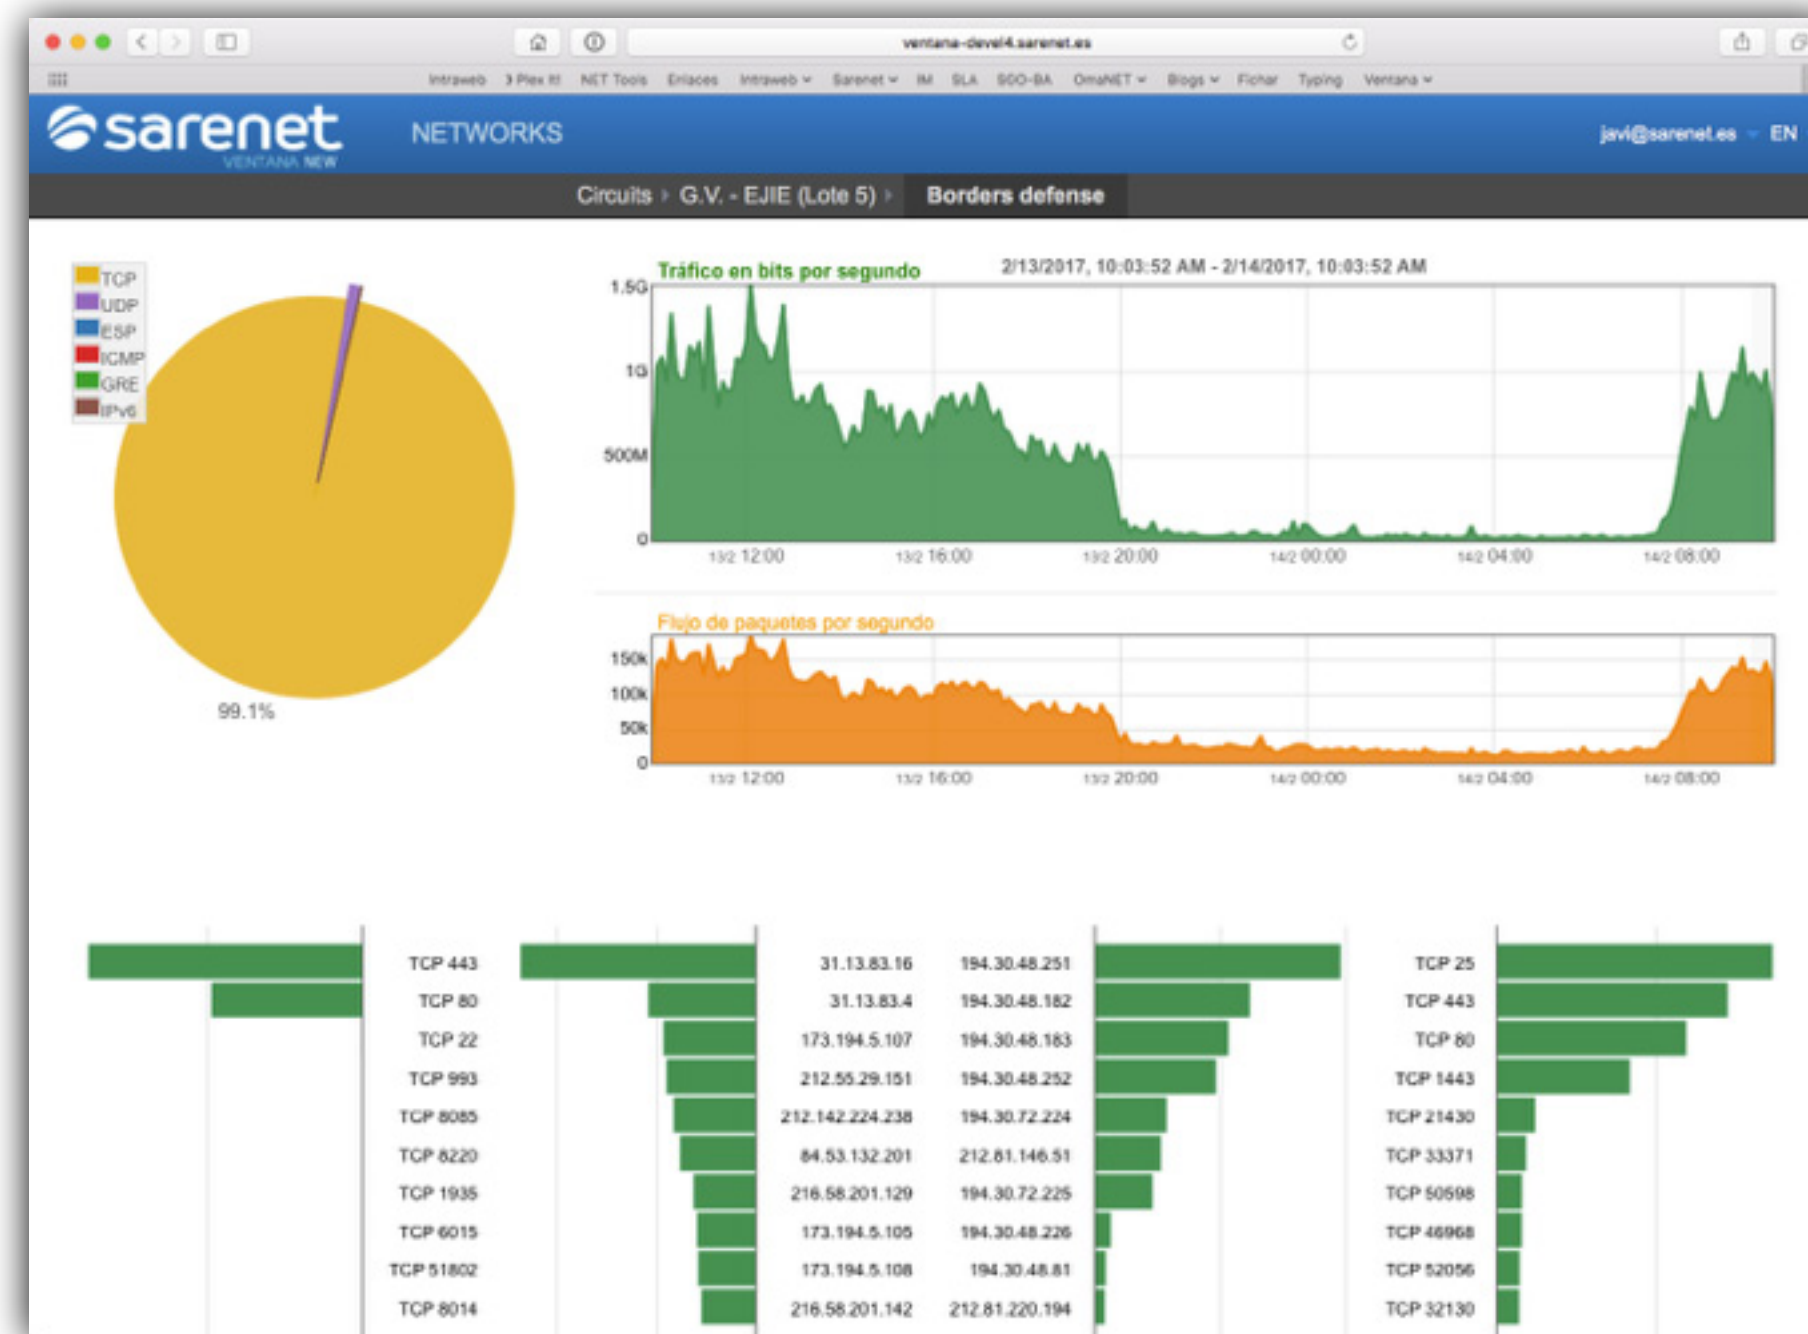 ventana-devel4.sarenet.es
Intraweb Plex It! NET Tools Enlaces Intraweb Sarenet IM SLA SGO-BA OmaNET Blogs Fichar Typing Ventana
sarenet NETWORKS javi@sarenet.es EN
VENTANA NEW
Circuits G.V. - EJIE (Lote 5) Borders defense
TCP
UDP
ESP
ICMP
GRE
IPv6
99.1%
Tráfico en bits por segundo 2/13/2017, 10:03:52 AM - 2/14/2017, 10:03:52 AM
1.5G
1G
500M
0
13/2 12:00 13/2 16:00 13/2 20:00 14/2 00:00 14/2 04:00 14/2 08:00
Flujo de paquetes por segundo
150k
100k
50k
0
13/2 12:00 13/2 16:00 13/2 20:00 14/2 00:00 14/2 04:00 14/2 08:00
TCP 443 31.13.83.16 194.30.48.251 TCP 25
TCP 80 31.13.83.4 194.30.48.182 TCP 443
TCP 22 173.194.5.107 194.30.48.183 TCP 80
TCP 993 212.55.29.151 194.30.48.252 TCP 1443
TCP 8085 212.142.224.238 194.30.72.224 TCP 21430
TCP 8220 84.53.132.201 212.81.146.51 TCP 33371
TCP 1935 216.58.201.129 194.30.72.225 TCP 50598
TCP 6015 173.194.5.105 194.30.48.226 TCP 46968
TCP 51802 173.194.5.108 194.30.48.81 TCP 52056
TCP 8014 216.58.201.142 212.81.220.194 TCP 32130